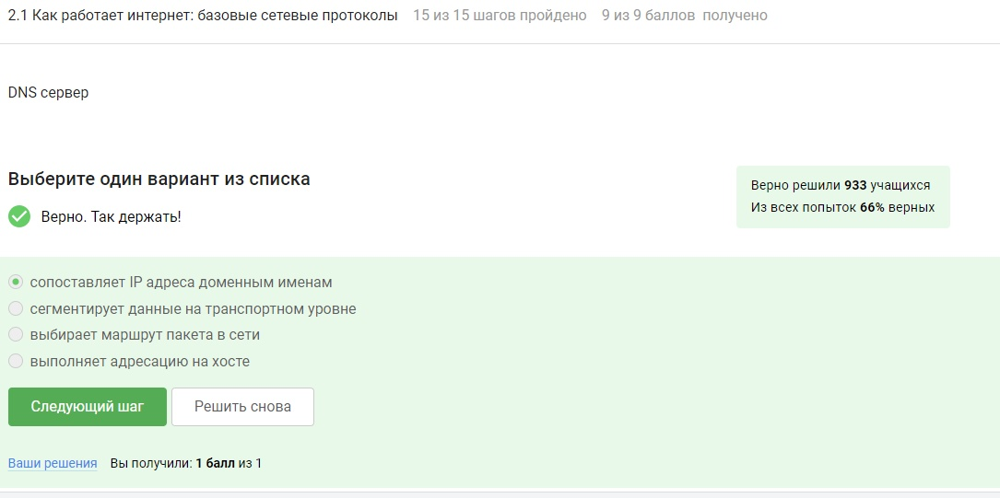 2.1 Как работает интернет: базовые сетевые протоколы 15 из 15 шагов пройдено 9 из 9 баллов получено
DNS сервер
Выберите один вариант из списка
Верно. Так держать!
Верно решили 933 учащихся
Из всех попыток 66% верных
сопоставляет IP адреса доменным именам
сегментирует данные на транспортном уровне
выбирает маршрут пакета в сети
выполняет адресацию на хосте
Следующий шаг Решить снова
Ваши решения Вы получили: 1 балл из 1